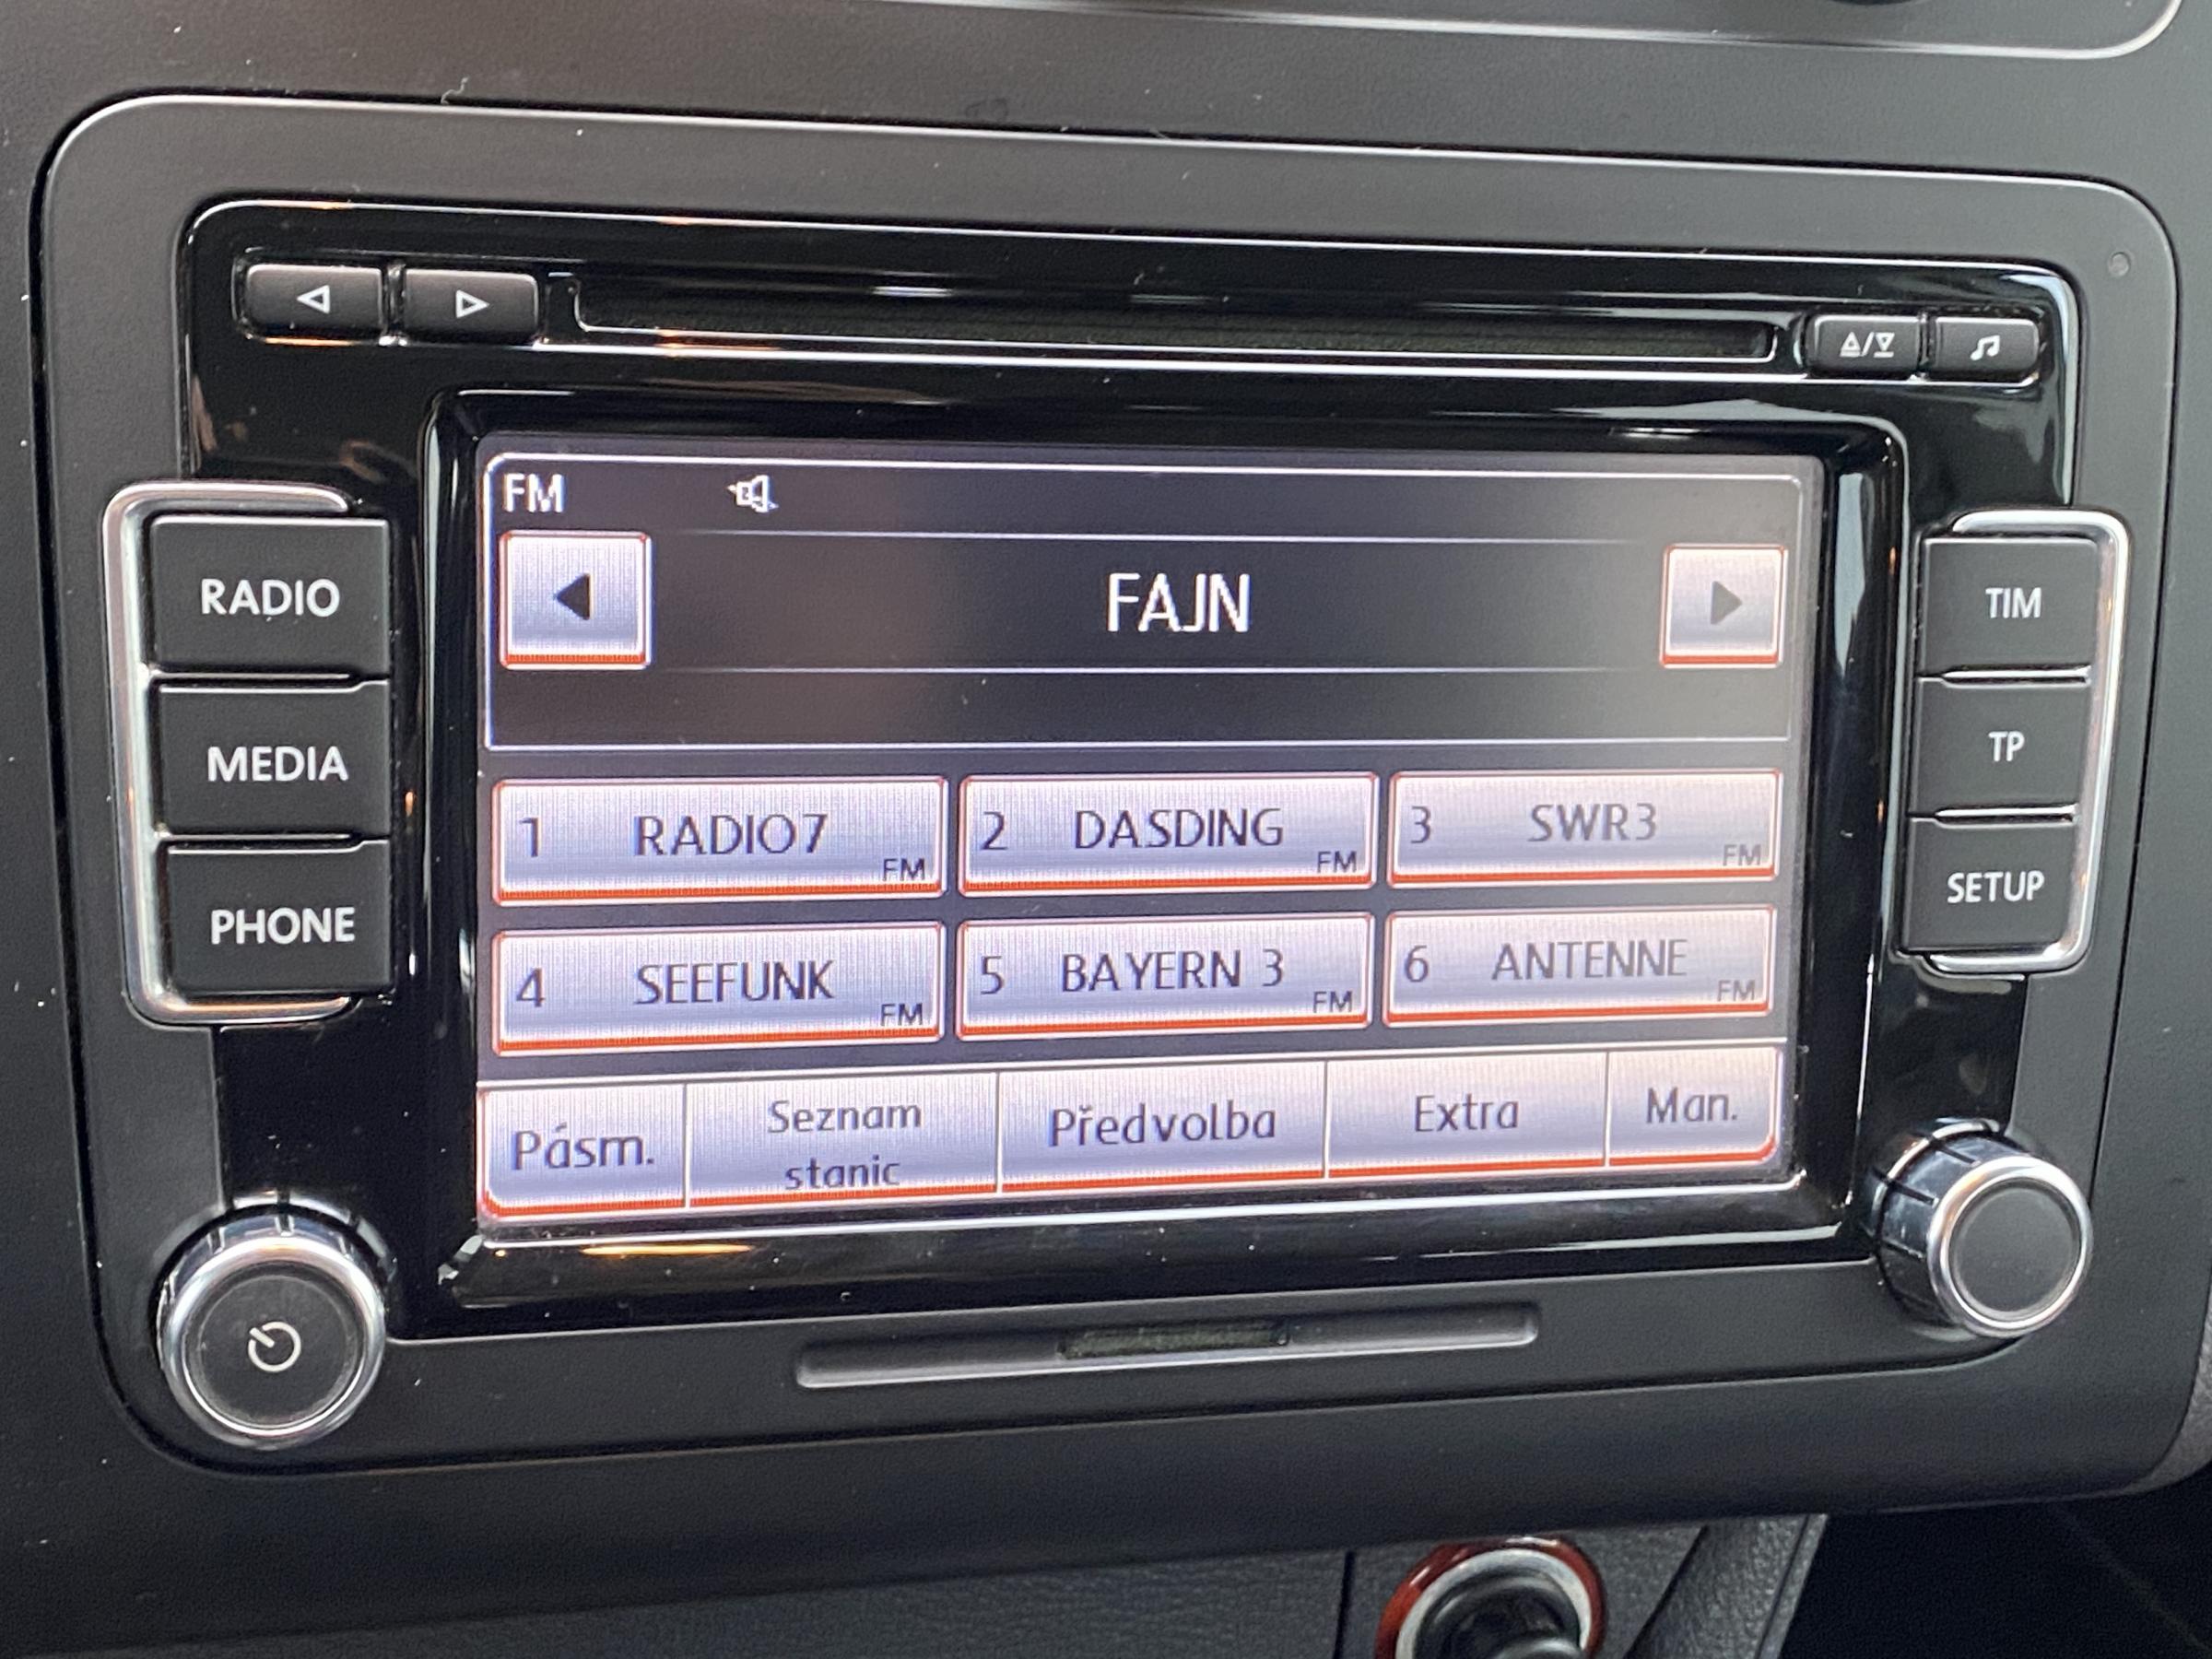 FM
RADIO
FAJN
TIM
MEDIA
TP
1 RADIO7 FM
2 DASDING FM
3 SWR3 FM
PHONE
SETUP
4 SEEFUNK FM
5 BAYERN 3 FM
6 ANTENNE FM
Pásm.
Seznam
stanic
Předvolba
Extra
Man.